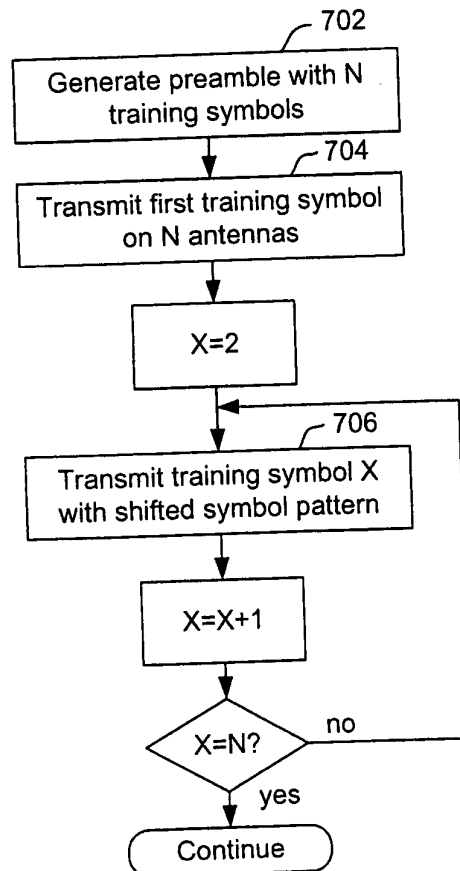 702
Generate preamble with N
training symbols
704
Transmit first training symbol
on N antennas
X=2
706
Transmit training symbol X
with shifted symbol pattern
X=X+1
X=N?
no
yes
Continue